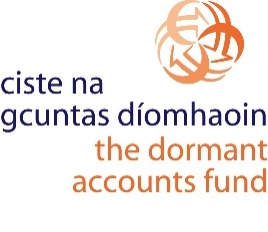 ciste na
gcuntas díomhaoin
the dormant
accounts fund